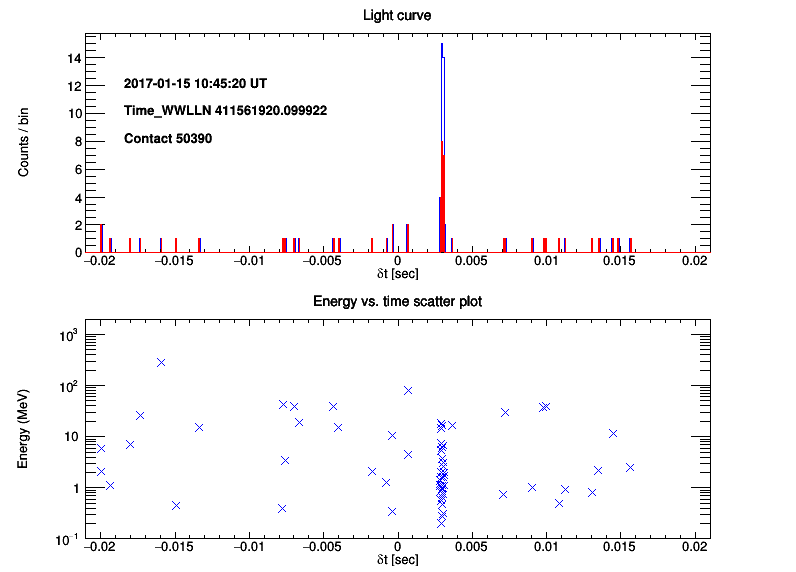 Light curve
Counts / bin
14
12
10
8
6
4
2
0
2017-01-15 10:45:20 UT
Time_WWLLN 411561920.099922
Contact 50390
−0.02 −0.015 −0.01 −0.005 0 0.005 0.01 0.015 0.02
δt [sec]
Energy vs. time scatter plot
Energy (MeV)
10³
10²
10
1
10⁻¹
−0.02 −0.015 −0.01 −0.005 0 0.005 0.01 0.015 0.02
δt [sec]